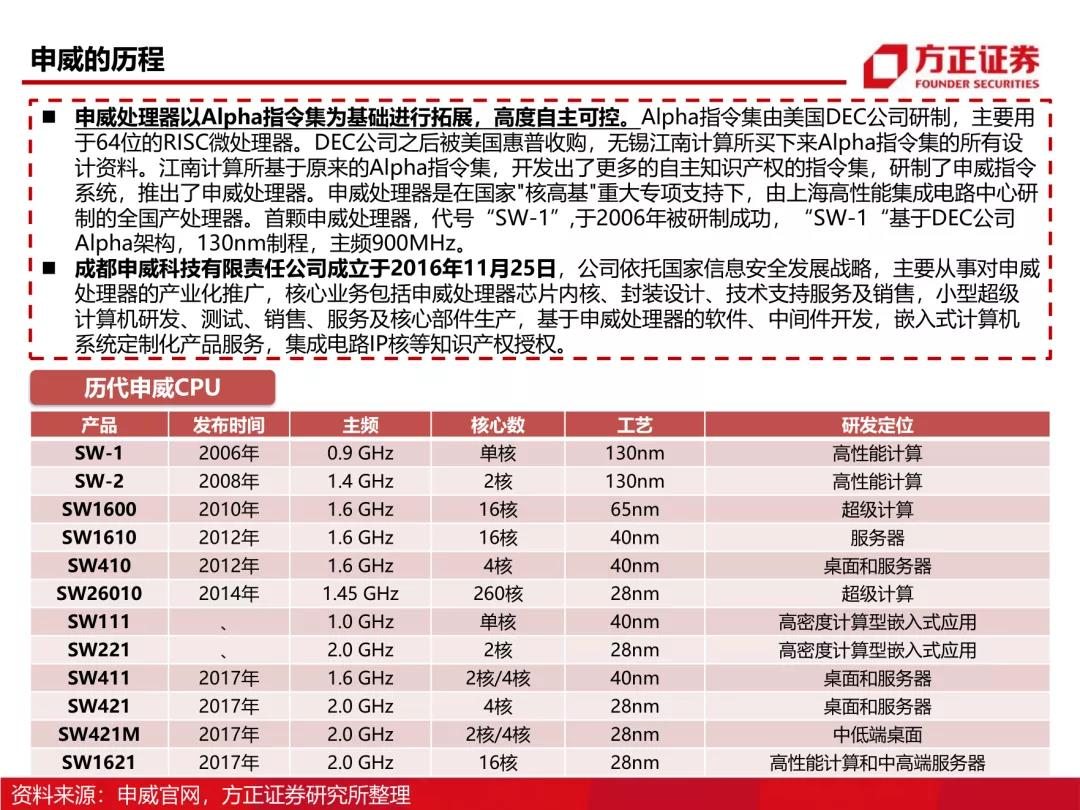 申威的历程
方正证券
FOUNDER SECURITIES
■ 申威处理器以Alpha指令集为基础进行拓展，高度自主可控。Alpha指令集由美国DEC公司研制，主要用
于64位的RISC微处理器。DEC公司之后被美国惠普收购，无锡江南计算所买下来Alpha指令集的所有设
计资料。江南计算所基于原来的Alpha指令集，开发出了更多的自主知识产权的指令集，研制了申威指令
系统，推出了申威处理器。申威处理器是在国家"核高基"重大专项支持下，由上海高性能集成电路中心研
制的全国产处理器。首颗申威处理器，代号“SW-1”,于2006年被研制成功，“SW-1“基于DEC公司
Alpha架构，130nm制程，主频900MHz。
■ 成都申威科技有限责任公司成立于2016年11月25日，公司依托国家信息安全发展战略，主要从事对申威
处理器的产业化推广，核心业务包括申威处理器芯片内核、封装设计、技术支持服务及销售，小型超级
计算机研发、测试、销售、服务及核心部件生产，基于申威处理器的软件、中间件开发，嵌入式计算机
系统定制化产品服务，集成电路IP核等知识产权授权。
历代申威CPU
产品 发布时间 主频 核心数 工艺 研发定位
SW-1 2006年 0.9 GHz 单核 130nm 高性能计算
SW-2 2008年 1.4 GHz 2核 130nm 高性能计算
SW1600 2010年 1.6 GHz 16核 65nm 超级计算
SW1610 2012年 1.6 GHz 16核 40nm 服务器
SW410 2012年 1.6 GHz 4核 40nm 桌面和服务器
SW26010 2014年 1.45 GHz 260核 28nm 超级计算
SW111 、 1.0 GHz 单核 40nm 高密度计算型嵌入式应用
SW221 、 2.0 GHz 2核 28nm 高密度计算型嵌入式应用
SW411 2017年 1.6 GHz 2核/4核 40nm 桌面和服务器
SW421 2017年 2.0 GHz 4核 28nm 桌面和服务器
SW421M 2017年 2.0 GHz 2核/4核 28nm 中低端桌面
SW1621 2017年 2.0 GHz 16核 28nm 高性能计算和中高端服务器
资料来源：申威官网，方正证券研究所整理